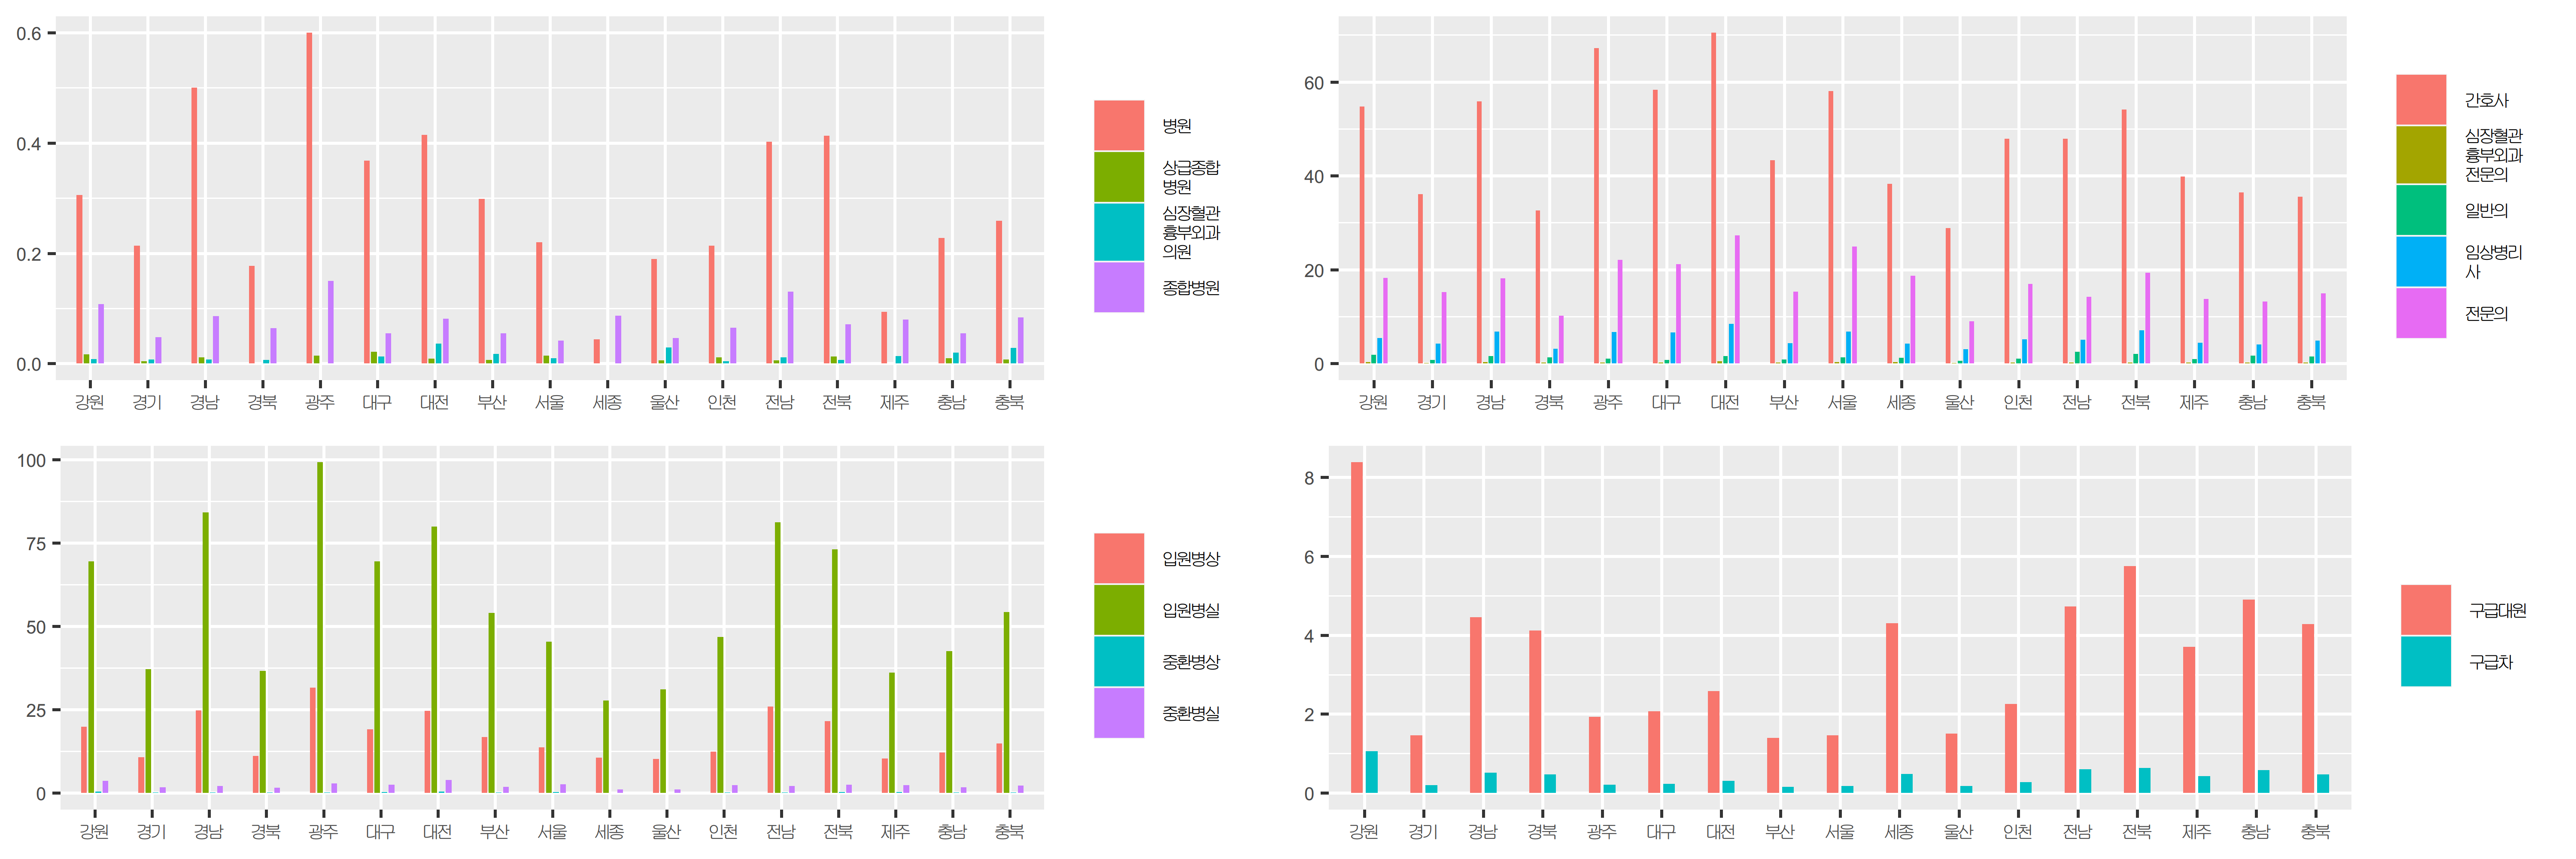 0.6
0.4
0.2
0.0
강원 경기 경남 경북 광주 대구 대전 부산 서울 세종 울산 인천 전남 전북 제주 충남 충북
병원
상급종합
병원
심장혈관
흉부외과
의원
종합병원
60
40
20
0
강원 경기 경남 경북 광주 대구 대전 부산 서울 세종 울산 인천 전남 전북 제주 충남 충북
간호사
심장혈관
흉부외과
전문의
일반의
임상병리
사
전문의
100
75
50
25
0
강원 경기 경남 경북 광주 대구 대전 부산 서울 세종 울산 인천 전남 전북 제주 충남 충북
입원병상
입원병실
중환병상
중환병실
8
6
4
2
0
강원 경기 경남 경북 광주 대구 대전 부산 서울 세종 울산 인천 전남 전북 제주 충남 충북
구급대원
구급차